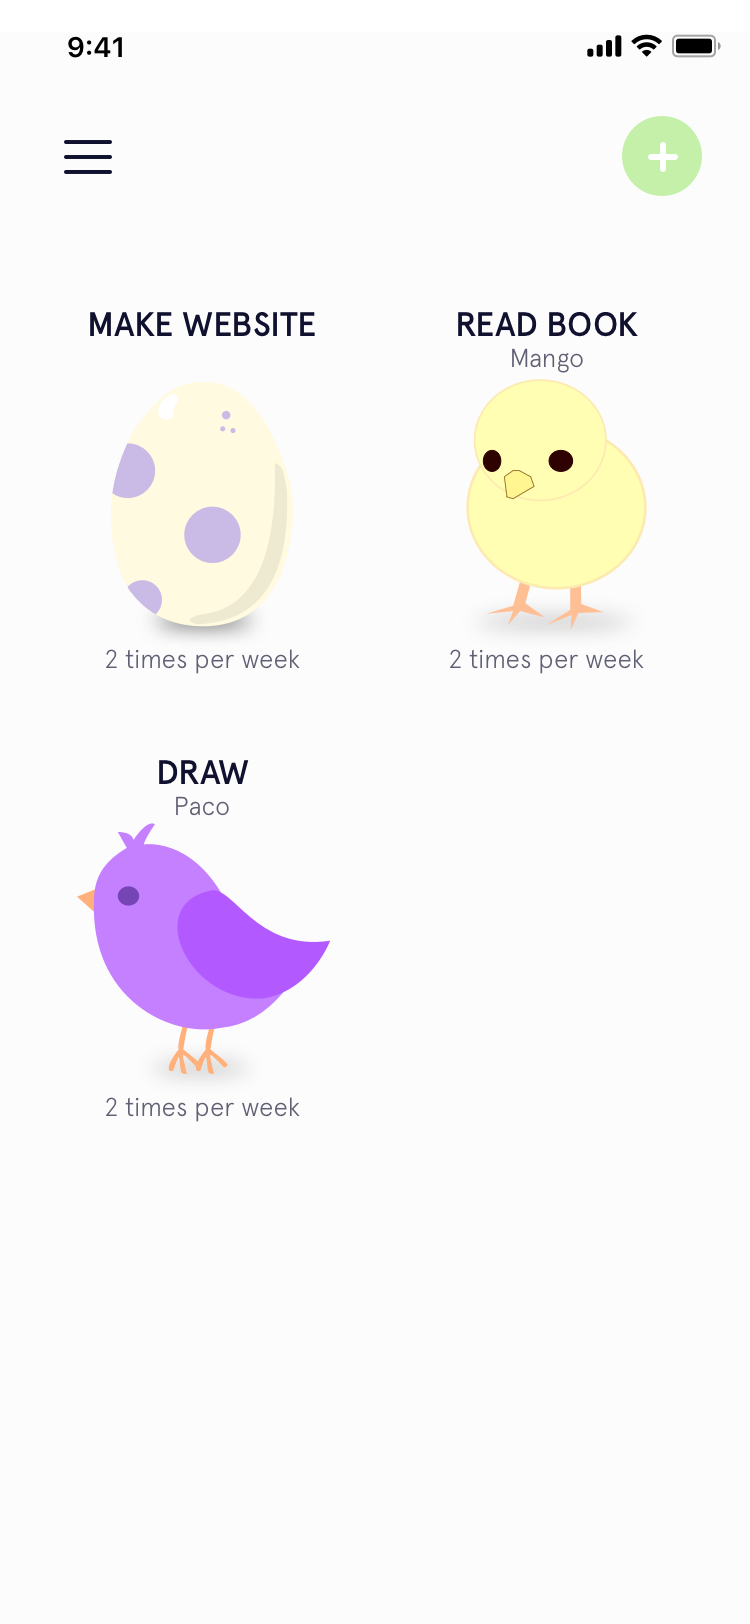 9:41
MAKE WEBSITE
READ BOOK
Mango
2 times per week
2 times per week
DRAW
Paco
2 times per week